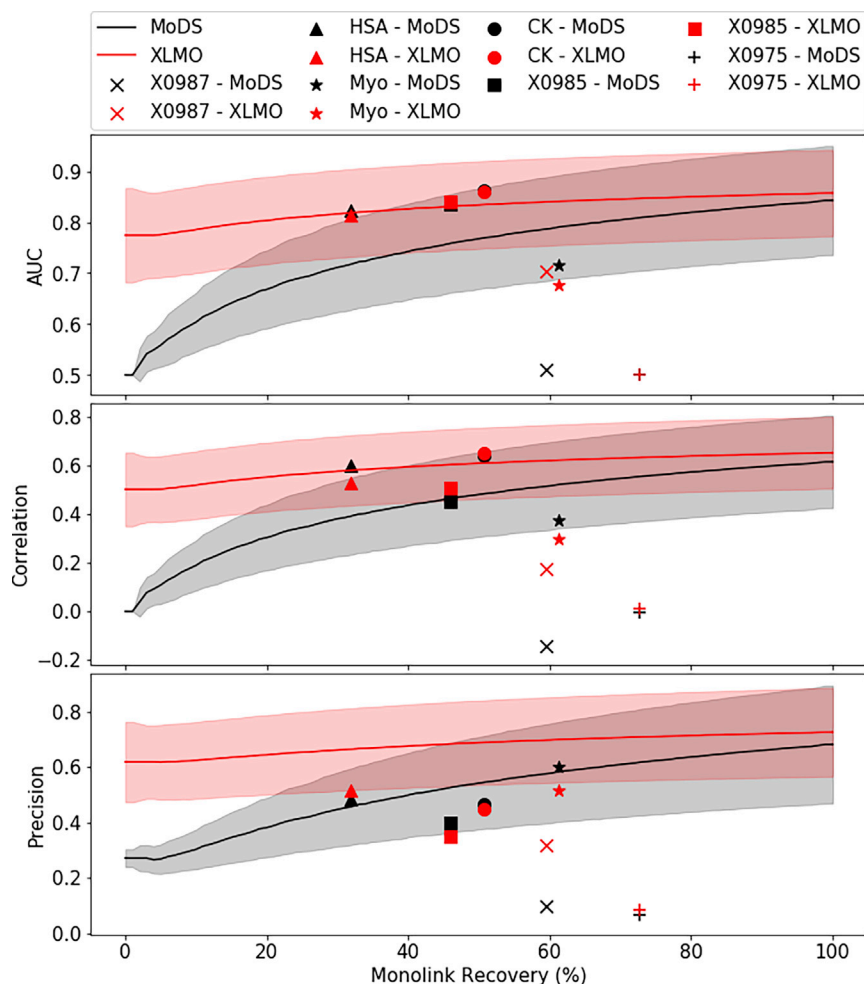 MoDS HSA - MoDS CK - MoDS X0985 - XLMO
XLMO HSA - XLMO CK - XLMO X0975 - MoDS
X0987 - MoDS Myo - MoDS X0985 - MoDS X0975 - XLMO
X0987 - XLMO Myo - XLMO
0.9
0.8
0.7
0.6
0.5
AUC
0.8
0.6
0.4
0.2
0.0
−0.2
Correlation
0.8
0.6
0.4
0.2
0.0
Precision
0 20 40 60 80 100
Monolink Recovery (%)